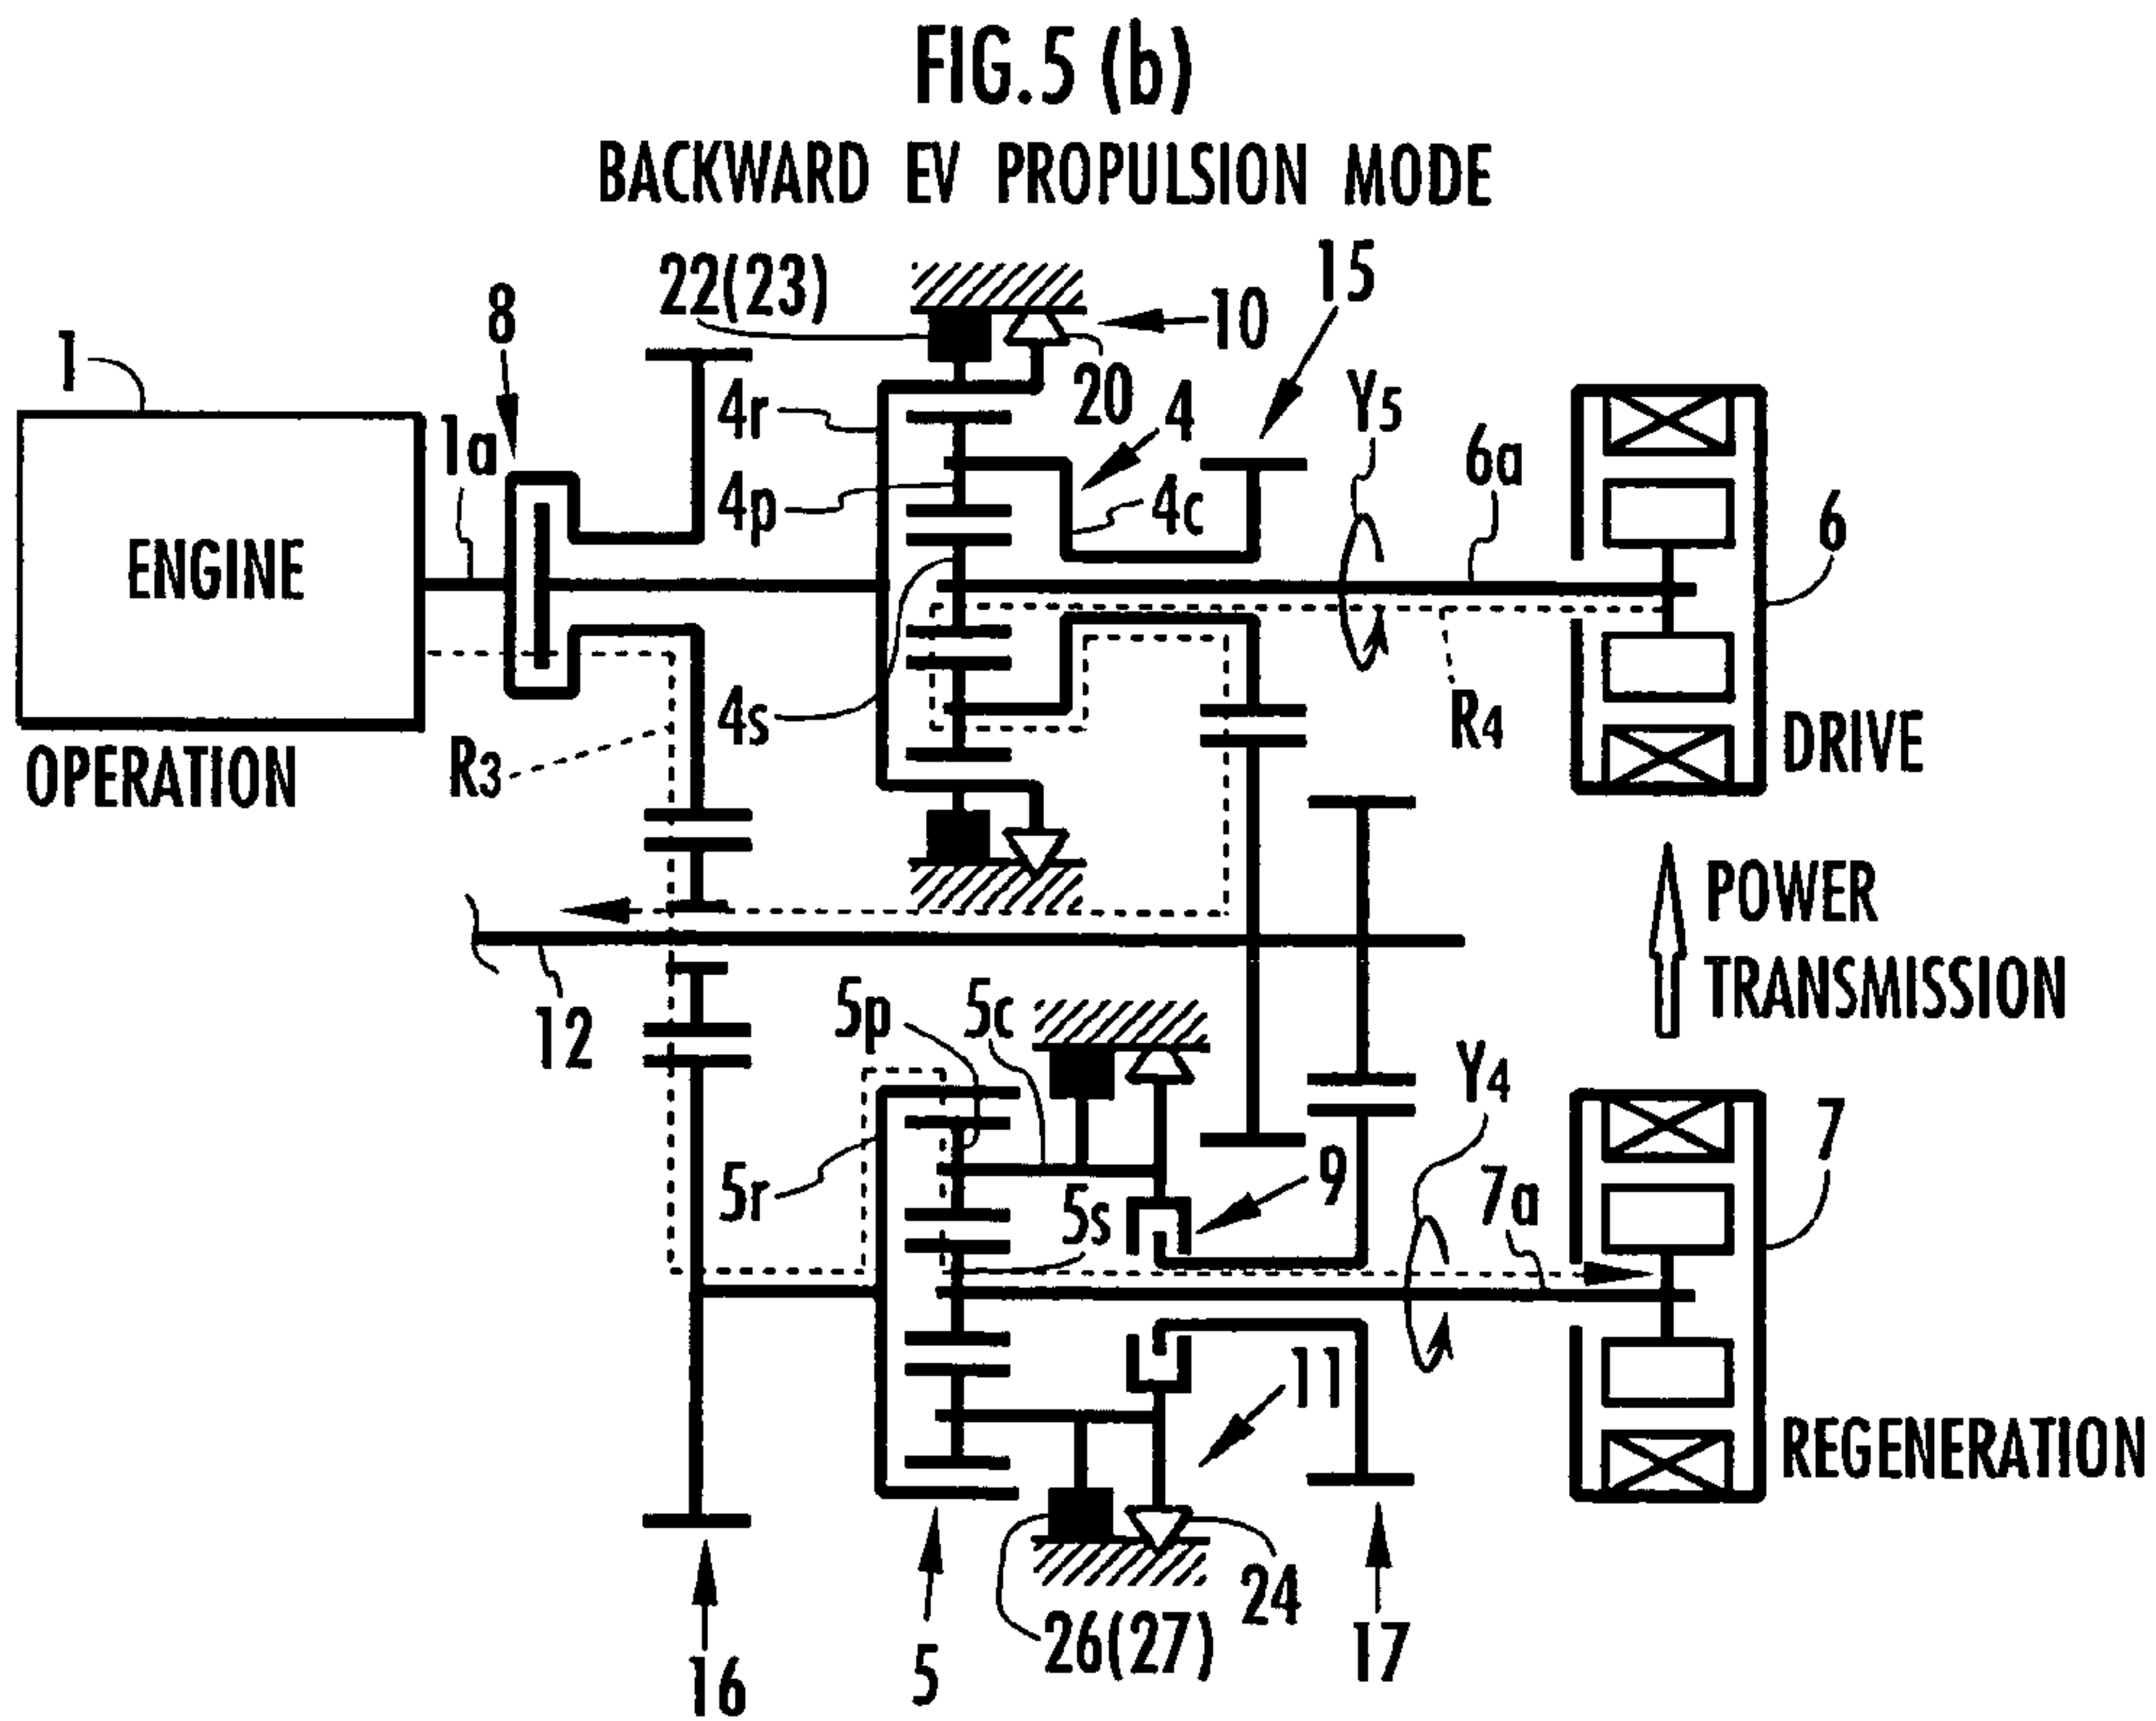 FIG.5 (b)
BACKWARD EV PROPULSION MODE
22(23)
15
8
10
1
20
4r
4
Y5
1a
6a
4p
4c
6
ENGINE
4s
R4
R3
DRIVE
OPERATION
POWER
TRANSMISSION
12
5p
5c
Y4
7
9
7a
5r
5s
11
REGENERATION
24
26(27)
17
5
16